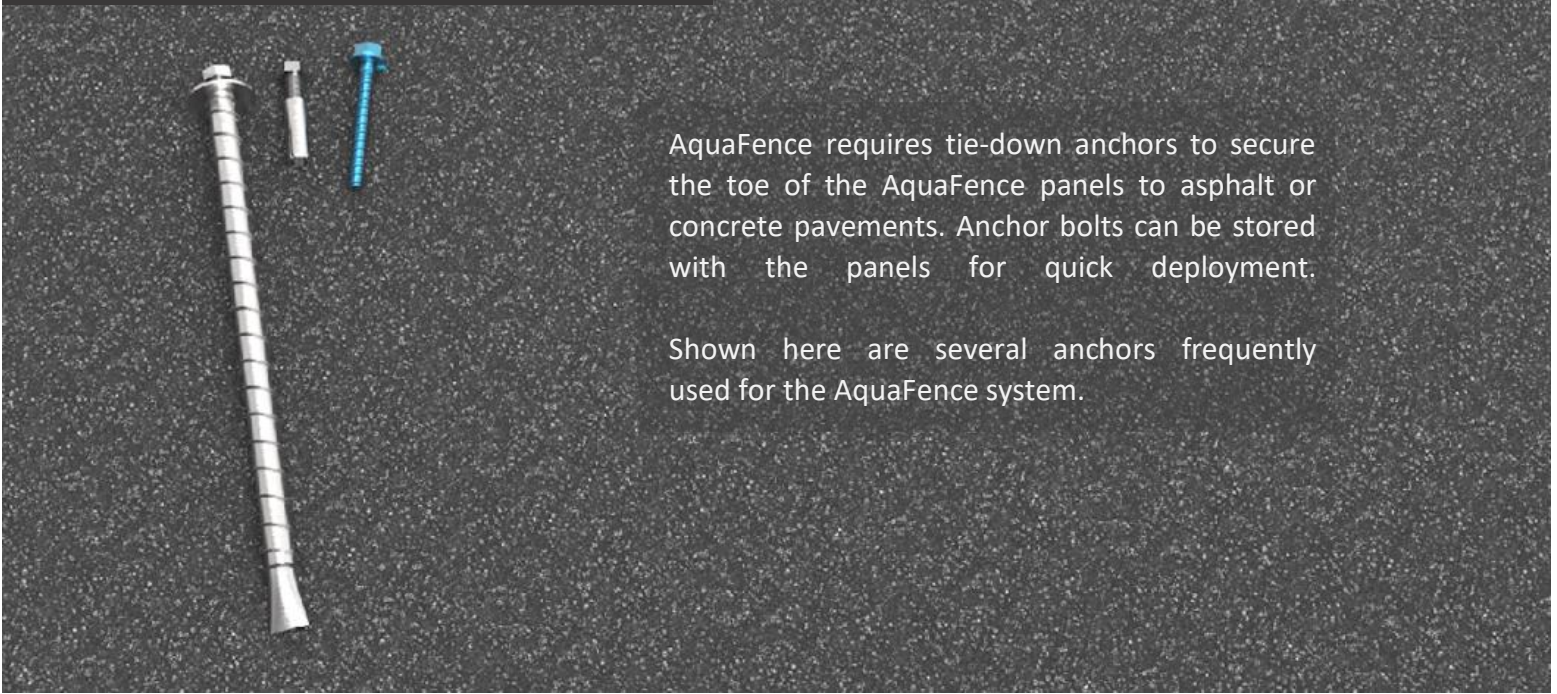 AquaFence requires tie-down anchors to secure
the toe of the AquaFence panels to asphalt or
concrete pavements. Anchor bolts can be stored
with the panels for quick deployment.
Shown here are several anchors frequently
used for the AquaFence system.